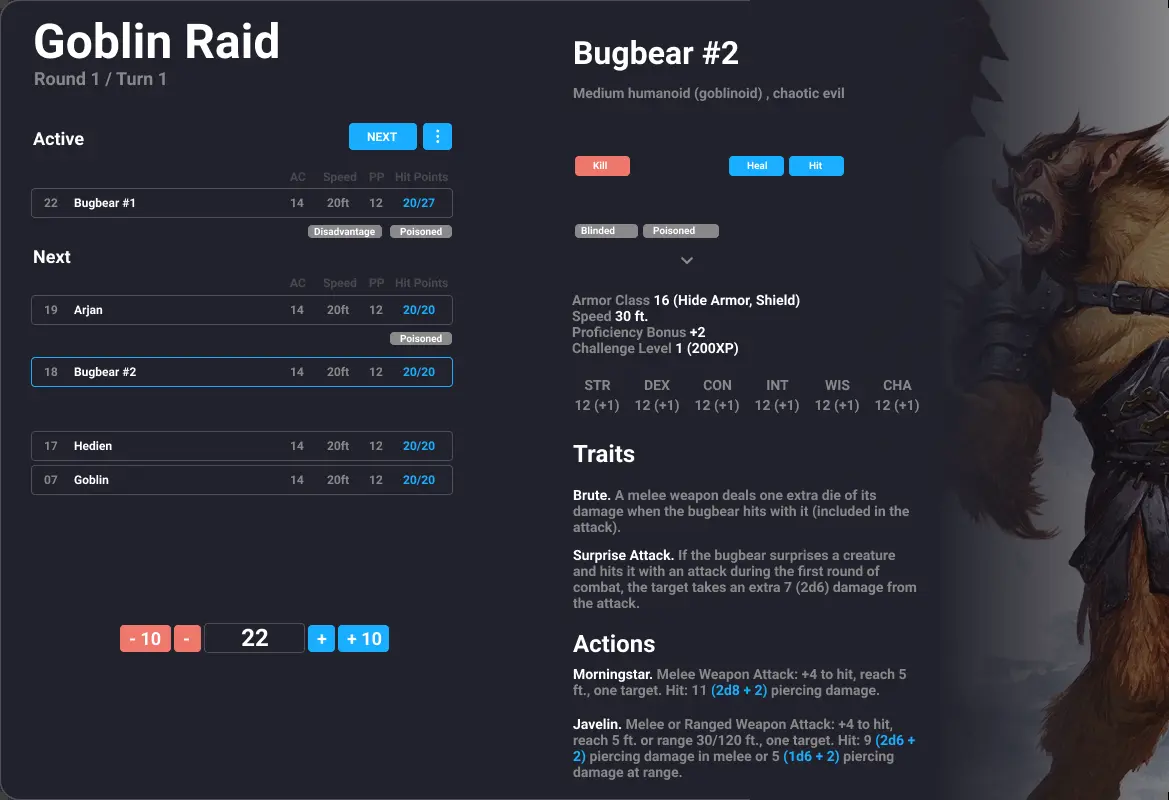 Goblin Raid
Round 1 / Turn 1
Active
NEXT
AC Speed PP Hit Points
22 Bugbear #1 14 20ft 12 20/27
Disadvantage Poisoned
Next
AC Speed PP Hit Points
19 Arjan 14 20ft 12 20/20
Poisoned
18 Bugbear #2 14 20ft 12 20/20
17 Hedien 14 20ft 12 20/20
07 Goblin 14 20ft 12 20/20
- 10 - 22 + + 10
Bugbear #2
Medium humanoid (goblinoid) , chaotic evil
Kill Heal Hit
Blinded Poisoned
Armor Class 16 (Hide Armor, Shield)
Speed 30 ft.
Proficiency Bonus +2
Challenge Level 1 (200XP)
STR DEX CON INT WIS CHA
12 (+1) 12 (+1) 12 (+1) 12 (+1) 12 (+1) 12 (+1)
Traits
Brute. A melee weapon deals one extra die of its
damage when the bugbear hits with it (included in the
attack).
Surprise Attack. If the bugbear surprises a creature
and hits it with an attack during the first round of
combat, the target takes an extra 7 (2d6) damage from
the attack.
Actions
Morningstar. Melee Weapon Attack: +4 to hit, reach 5
ft., one target. Hit: 11 (2d8 + 2) piercing damage.
Javelin. Melee or Ranged Weapon Attack: +4 to hit,
reach 5 ft. or range 30/120 ft., one target. Hit: 9 (2d6 +
2) piercing damage in melee or 5 (1d6 + 2) piercing
damage at range.